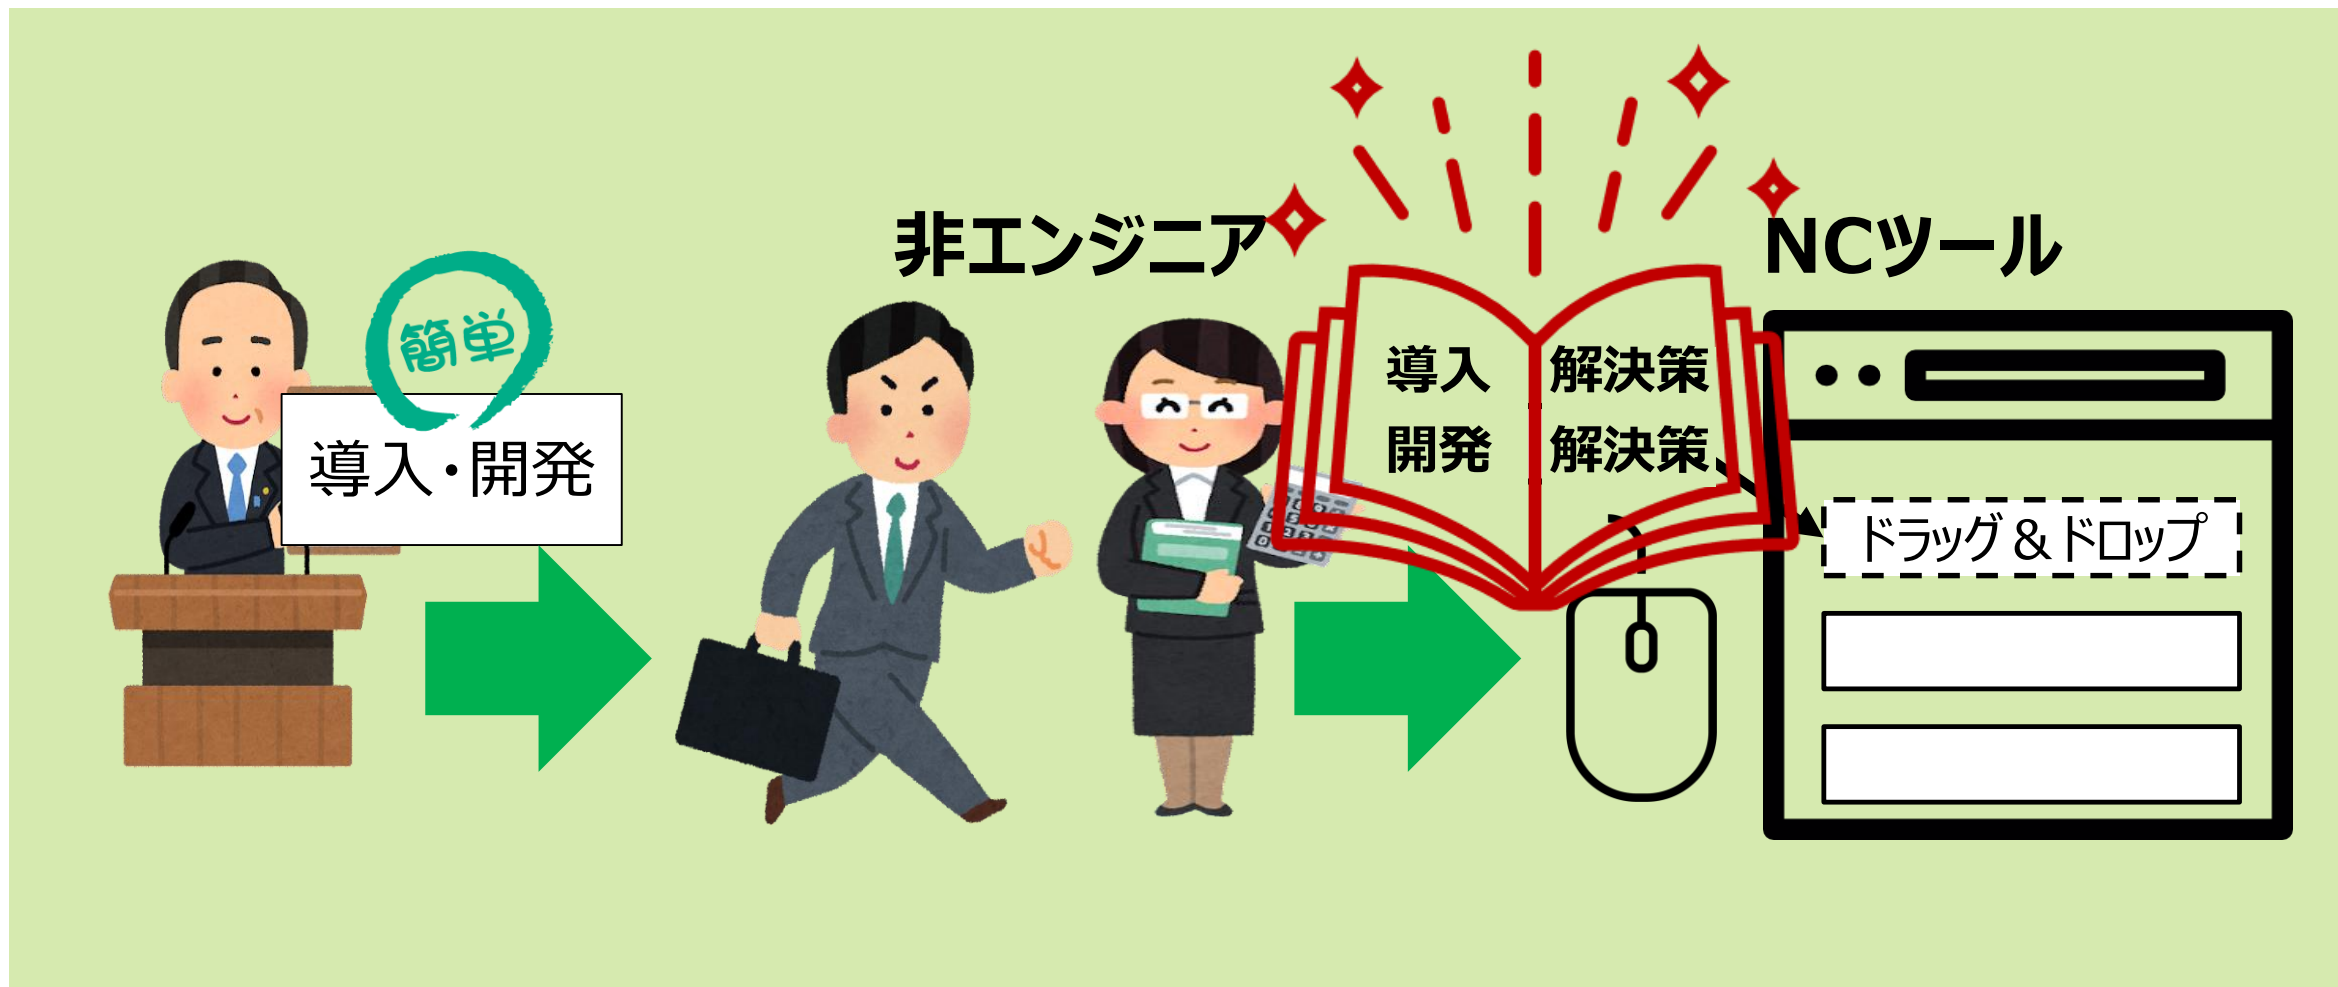 簡単
導入・開発
非エンジニア
導入 解決策
開発 解決策
NCツール
ドラッグ＆ドロップ